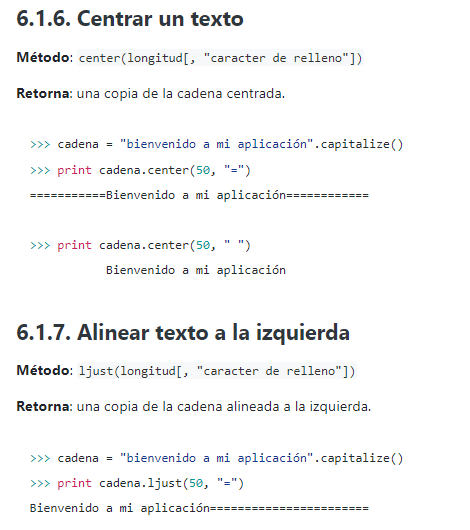 6.1.6. Centrar un texto
Método: center(longitud[, "caracter de relleno"])
Retorna: una copia de la cadena centrada.
>>> cadena = "bienvenido a mi aplicación".capitalize()
>>> print cadena.center(50, "=")
===========Bienvenido a mi aplicación============
>>> print cadena.center(50, " ")
           Bienvenido a mi aplicación
6.1.7. Alinear texto a la izquierda
Método: ljust(longitud[, "caracter de relleno"])
Retorna: una copia de la cadena alineada a la izquierda.
>>> cadena = "bienvenido a mi aplicación".capitalize()
>>> print cadena.ljust(50, "=")
Bienvenido a mi aplicación=======================